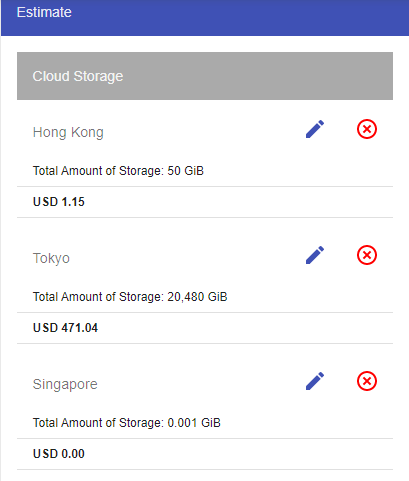 Estimate
Cloud Storage
Hong Kong
Total Amount of Storage: 50 GiB
USD 1.15
Tokyo
Total Amount of Storage: 20,480 GiB
USD 471.04
Singapore
Total Amount of Storage: 0.001 GiB
USD 0.00